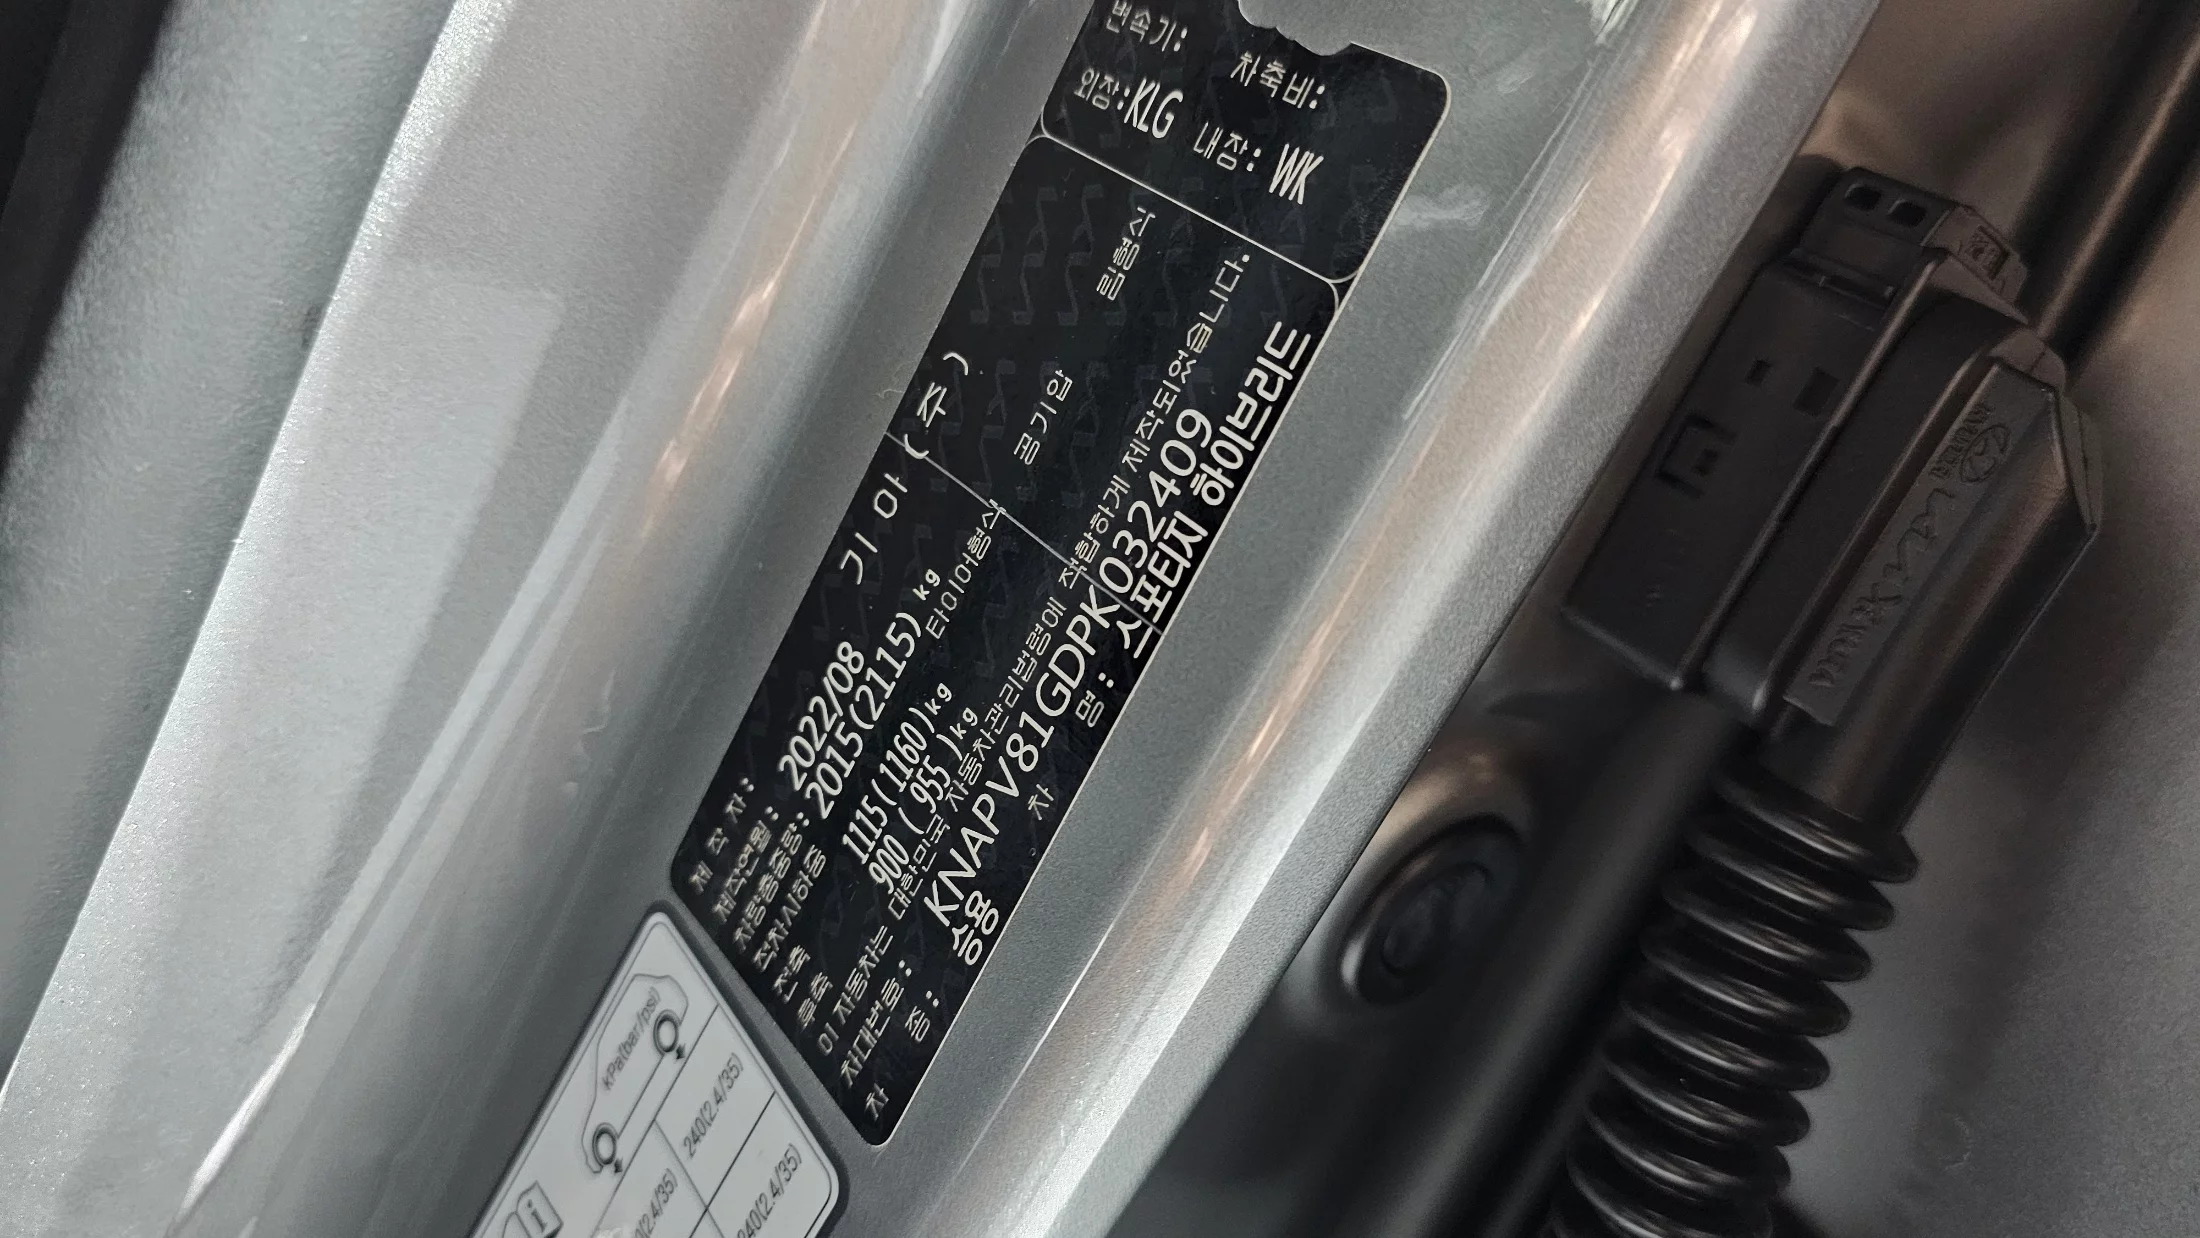 변속기: 차축비:
외장:KLG 내장: WK
제 작 자: 기 아 (주)
제작연월: 2022/08
차량총중량: 2015(2115)kg
적차시하중 타이어형식 공기압 림형식
전축 1115(1160)kg
후축 900 ( 955 )kg
이 자동차는 대한민국 자동차관리법령에 적합하게 제작되었습니다.
차대번호: KNAPV81GDPK032409
차 종: 승용 차 명: 스포티지 하이브리드
kPa(bar/psi)
240(2.4/35)
240(2.4/35)
i